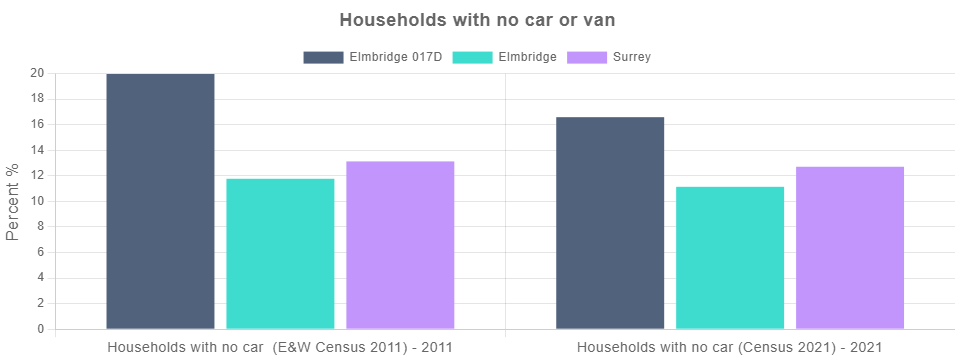 Households with no car or van
Elmbridge 017D Elmbridge Surrey
Percent %
20
18
16
14
12
10
8
6
4
2
0
Households with no car (E&W Census 2011) - 2011
Households with no car (Census 2021) - 2021